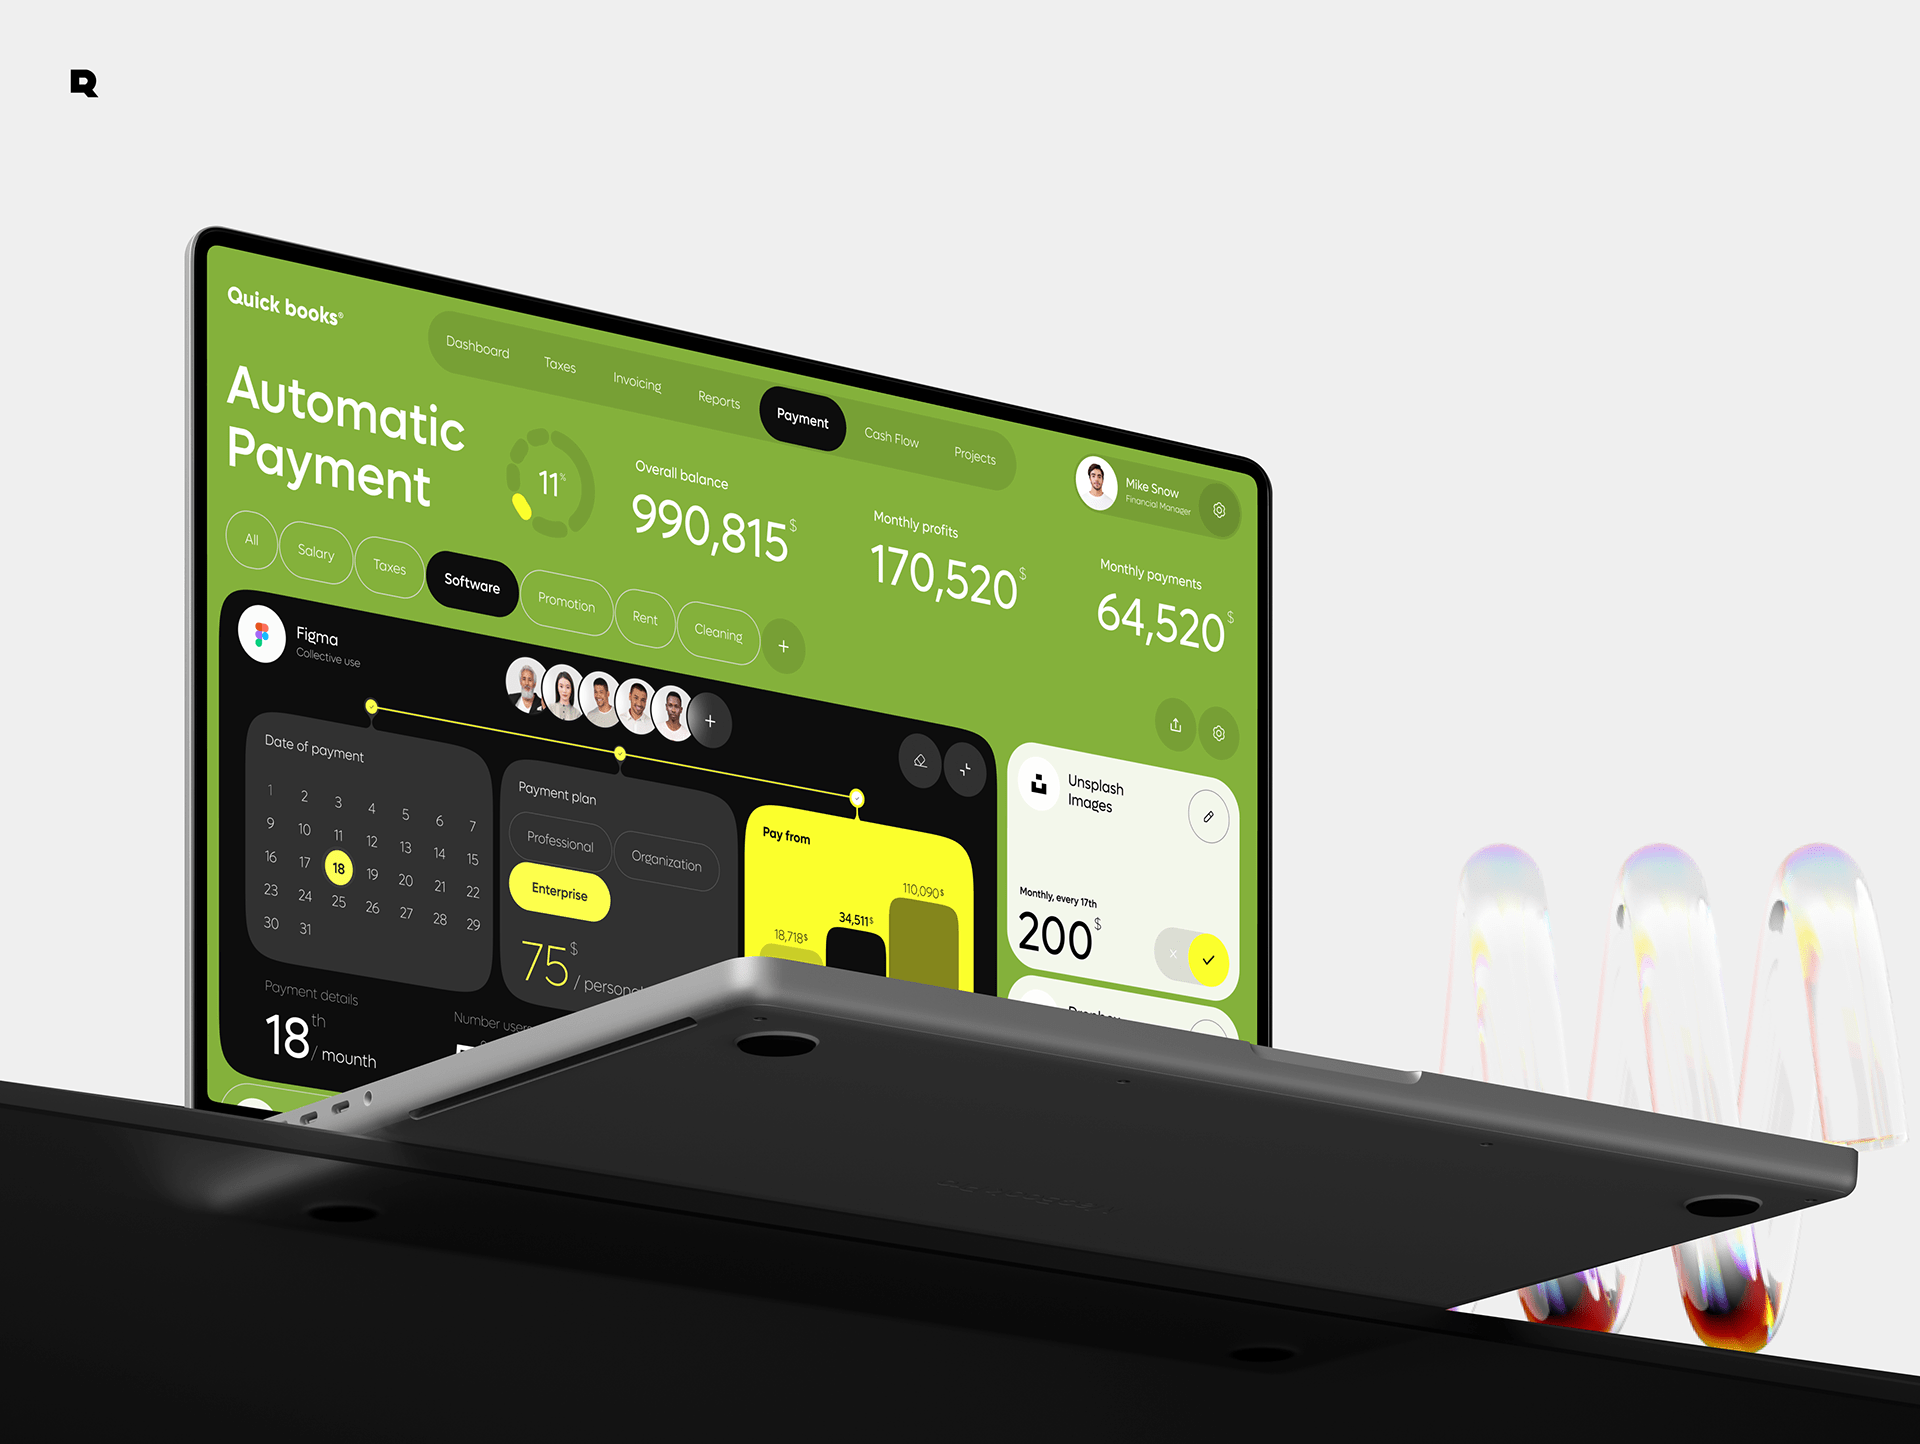 R
Quick books®
Dashboard
Taxes
Invoicing
Reports
Payment
Cash Flow
Projects
Mike Snow
Financial Manager
Automatic
Payment
11%
Overall balance
990,815$
Monthly profits
170,520$
Monthly payments
64,520$
All
Salary
Taxes
Software
Promotion
Rent
Cleaning
+
Figma
Collective use
+
Date of payment
1 2 3 4 5 6 7
9 10 11 12 13 14 15
16 17 18 19 20 21 22
23 24 25 26 27 28 29
30 31
Payment plan
Professional
Organization
Enterprise
75$ / personal
Pay from
18,718$
34,511$
110,090$
Unsplash
Images
Monthly, every 17th
200$
Payment details
18th / mounth
Number users
Dropbox